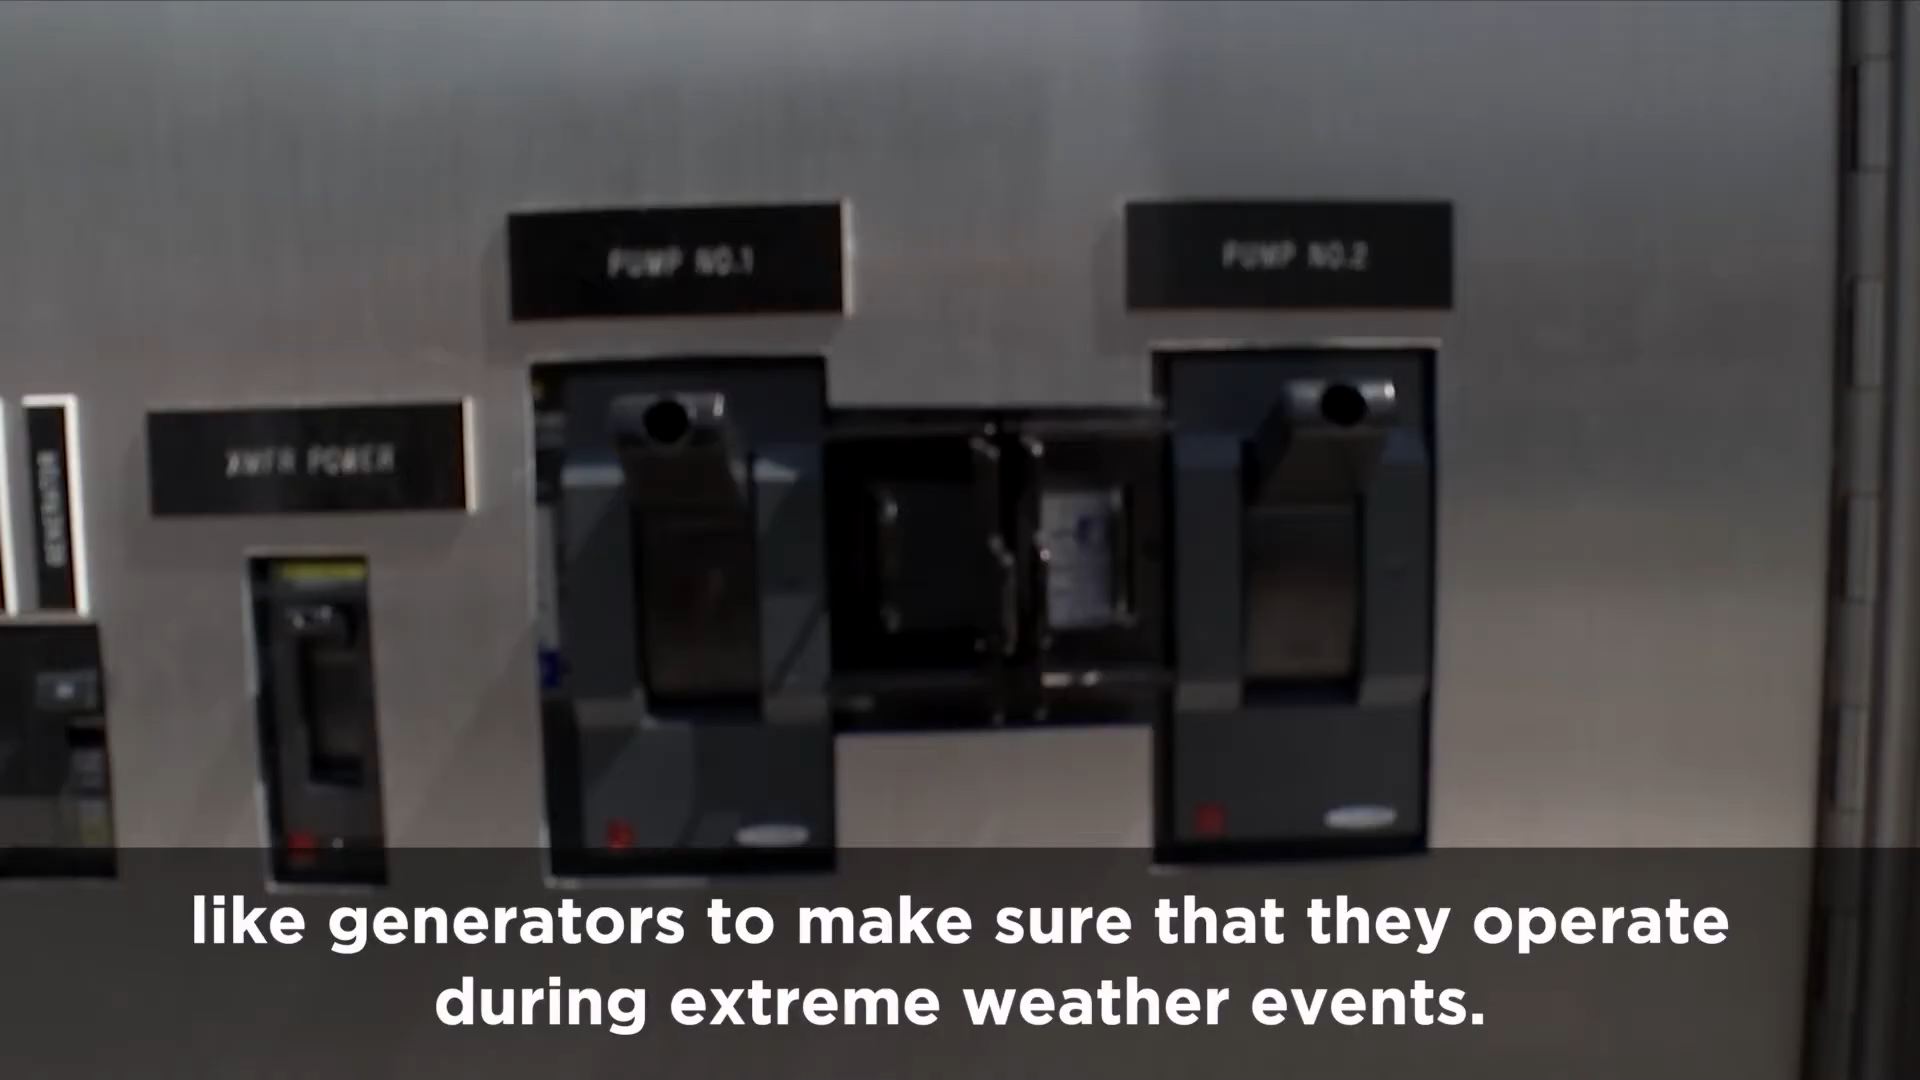 PUMP NO.1
PUMP NO.2
XMFR POWER
GENERATOR
like generators to make sure that they operate
during extreme weather events.